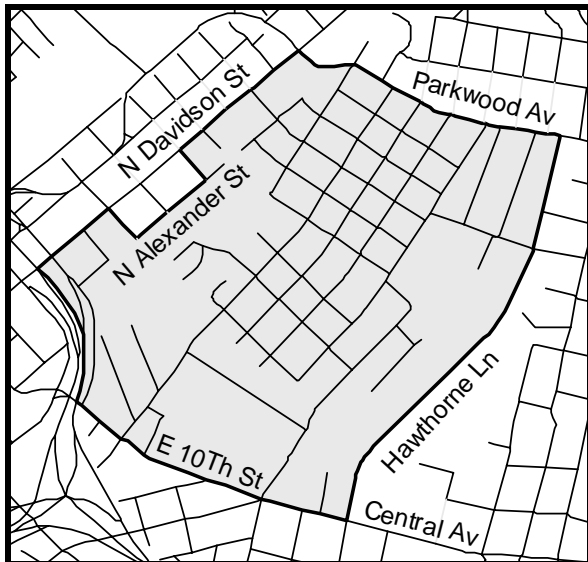 Parkwood Av
N Davidson St
N Alexander St
Hawthorne Ln
E 10Th St
Central Av